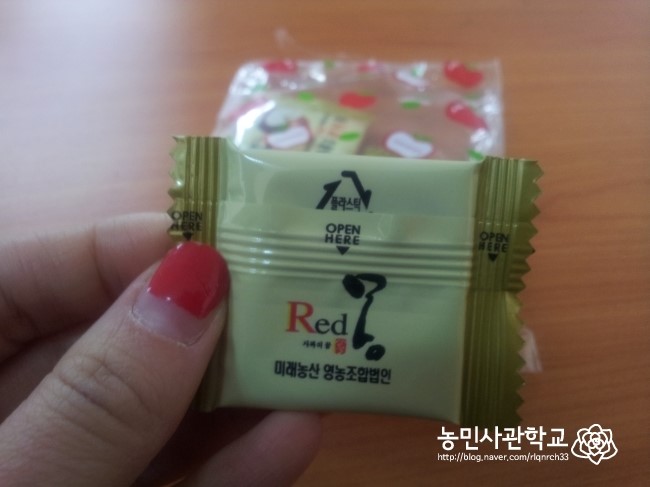 플라스틱
OPEN HERE
OPEN HERE
OPEN HERE
Red 꿈
미래농산 영농조합법인
농민사관학교
http://blog.naver.com/rlqnrch33